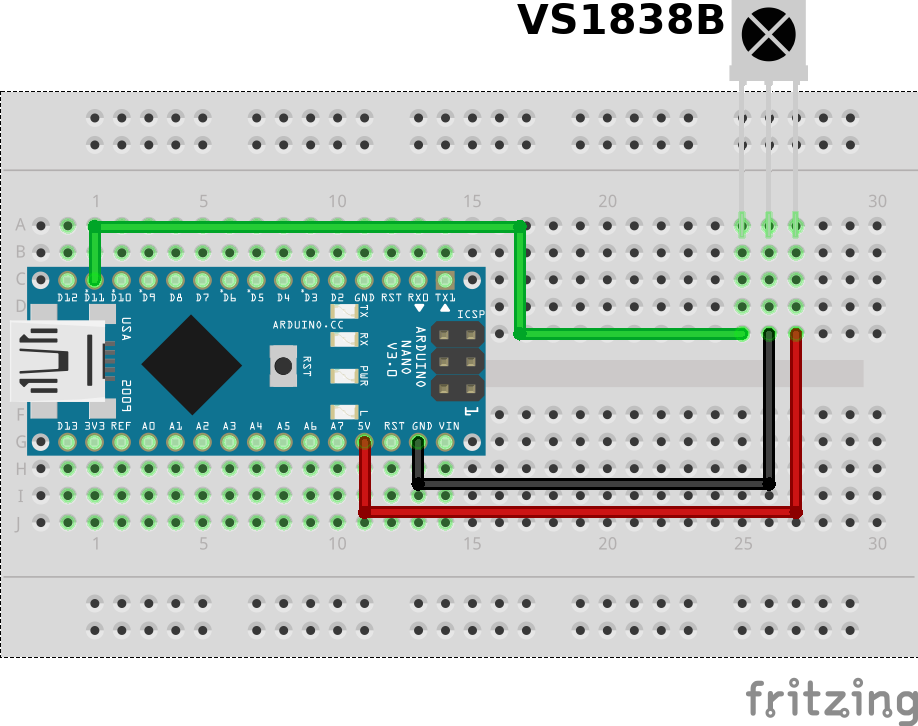 VS1838B
1 5 10 15 20 30
A
B
C
D12 D11 D10 D9 D8 D7 D6 D5 D4 D3 D2 GND RST RX0 TX1
D
TX
ICSP
USA
ARDUINO.CC
RX
RST
ARDUINO
NANO
V3.0
PWR
2009
L
1
F
D13 3V3 REF A0 A1 A2 A3 A4 A5 A6 A7 5V RST GND VIN
G
H
I
J
1 5 10 15 20 25 30
fritzing